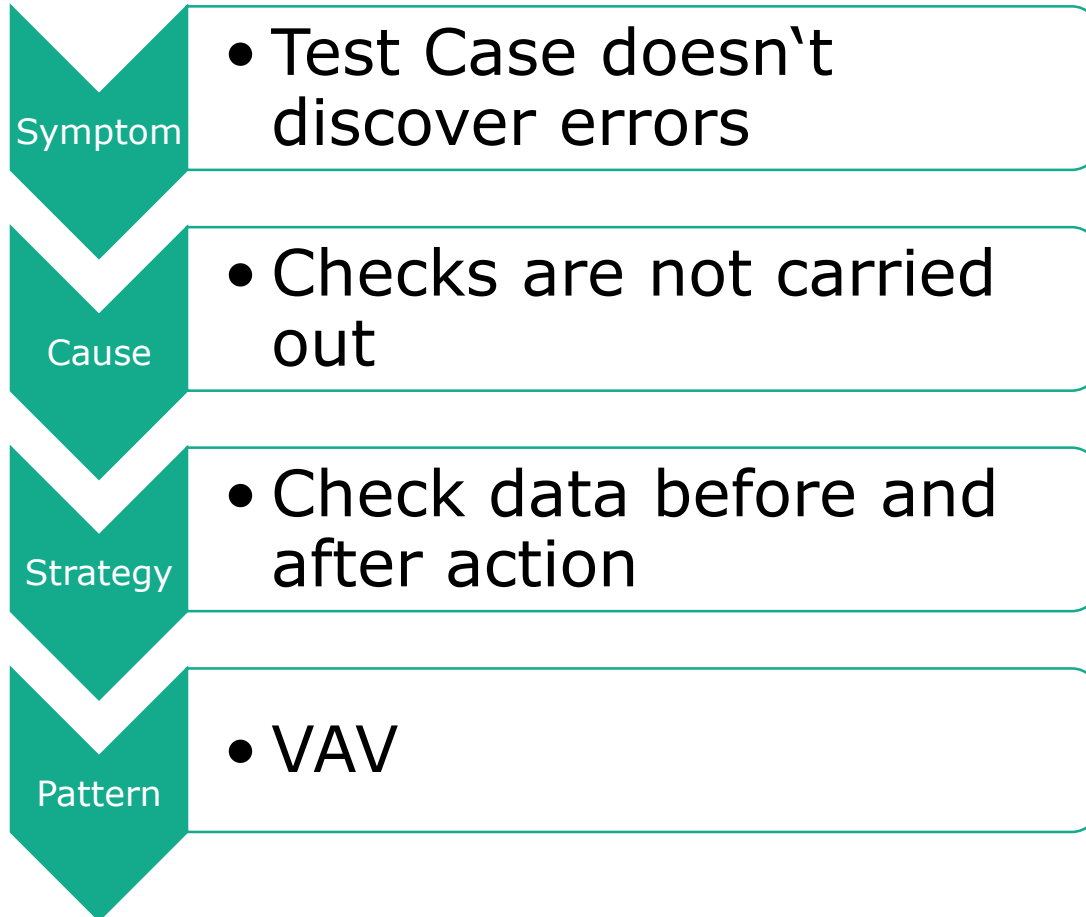 Symptom
• Test Case doesn‘t
discover errors
Cause
• Checks are not carried
out
Strategy
• Check data before and
after action
Pattern
• VAV